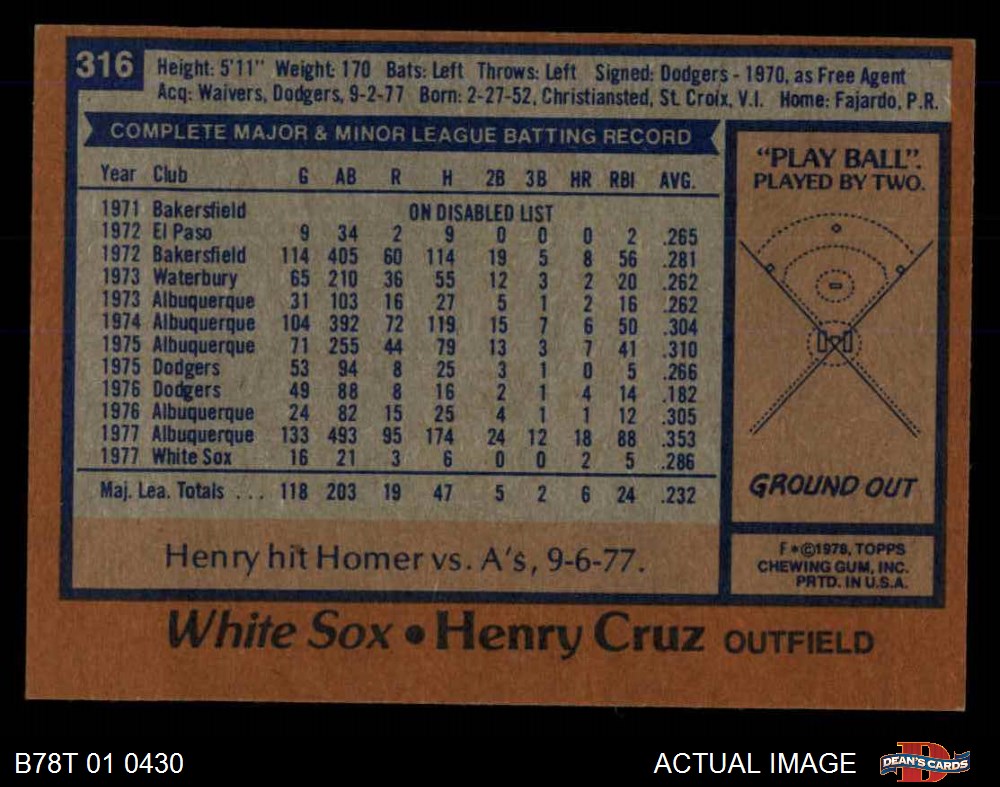 316
Height: 5'11" Weight: 170 Bats: Left Throws: Left Signed: Dodgers - 1970, as Free Agent
Acq: Waivers, Dodgers, 9-2-77 Born: 2-27-52, Christiansted, St. Croix, V.I. Home: Fajardo, P.R.
COMPLETE MAJOR & MINOR LEAGUE BATTING RECORD
Year Club G AB R H 2B 3B HR RBI AVG.
1971 Bakersfield ON DISABLED LIST
1972 El Paso 9 34 2 9 0 0 0 2 .265
1972 Bakersfield 114 405 60 114 19 5 8 56 .281
1973 Waterbury 65 210 36 55 12 3 2 20 .262
1973 Albuquerque 31 103 16 27 5 1 2 16 .262
1974 Albuquerque 104 392 72 119 15 7 6 50 .304
1975 Albuquerque 71 255 44 79 13 3 7 41 .310
1975 Dodgers 53 94 8 25 3 1 0 5 .266
1976 Dodgers 49 88 8 16 2 1 4 14 .182
1976 Albuquerque 24 82 15 25 4 1 1 12 .305
1977 Albuquerque 133 493 95 174 24 12 18 88 .353
1977 White Sox 16 21 3 6 0 0 2 5 .286
Maj. Lea. Totals ... 118 203 19 47 5 2 6 24 .232
Henry hit Homer vs. A's, 9-6-77.
"PLAY BALL".
PLAYED BY TWO.
GROUND OUT
F*©1978, TOPPS
CHEWING GUM, INC.
PRTD. IN U.S.A.
White Sox • Henry Cruz OUTFIELD
B78T 01 0430
ACTUAL IMAGE
D
DEAN'S CARDS